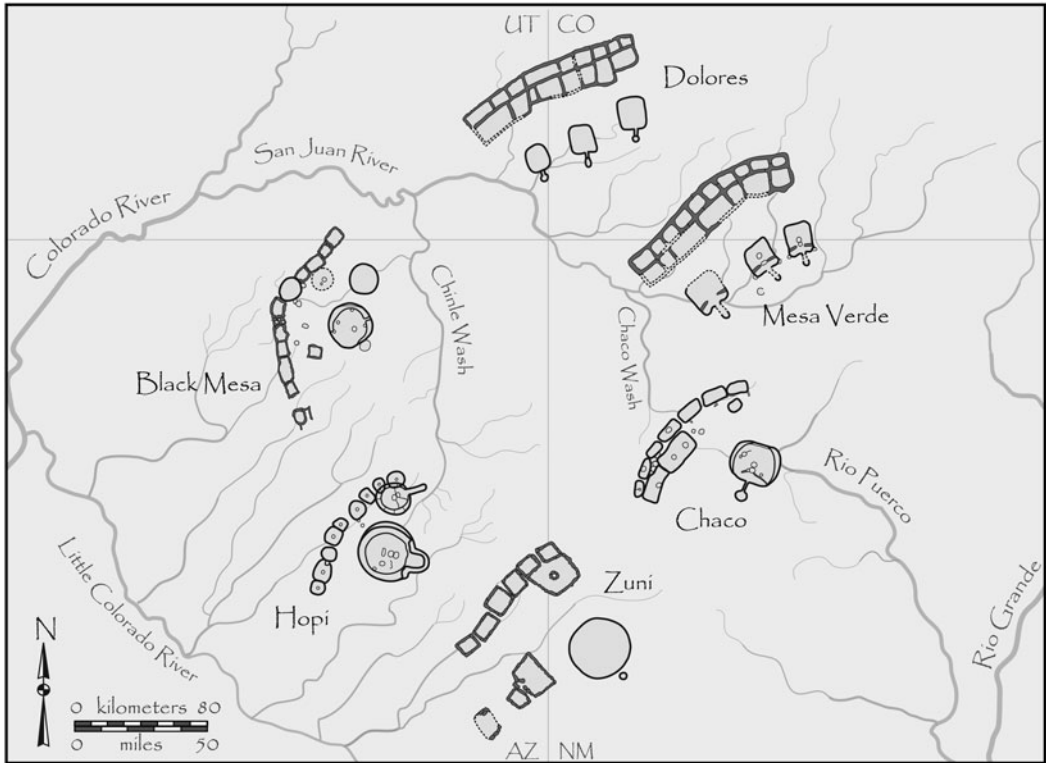 UT CO
Dolores
San Juan River
Colorado River
Mesa Verde
Chinle Wash
Chaco Wash
Black Mesa
Rio Puerco
Chaco
Hopi
Zuni
Little Colorado River
Rio Grande
N
0 kilometers 80
0 miles 50
AZ NM